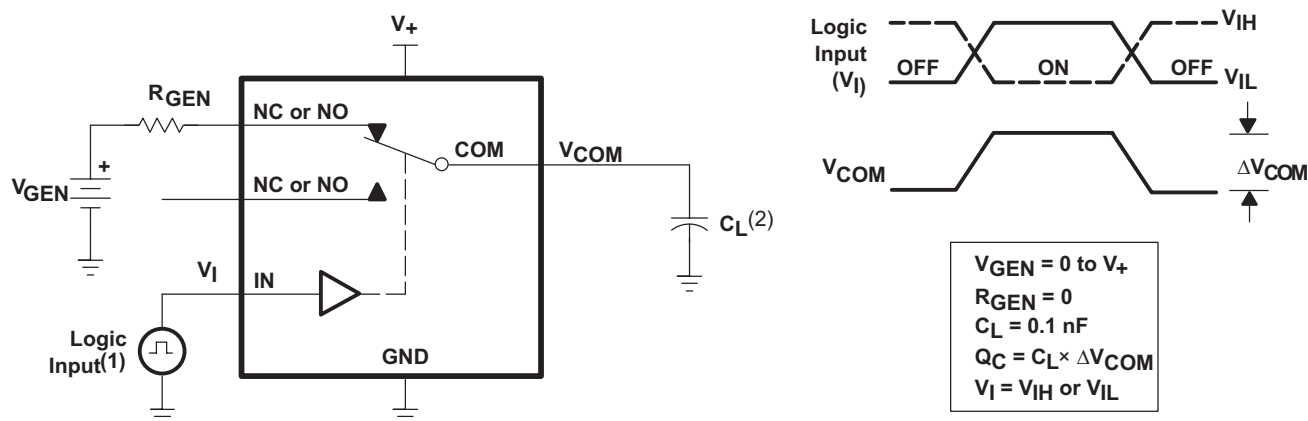 V+
RGEN
NC or NO
COM
VCOM
+
VGEN
NC or NO
CL(2)
VI
IN
Logic
Input(1)
GND
Logic
Input
(VI)
VIH
OFF
ON
OFF
VIL
VCOM
ΔVCOM
VGEN = 0 to V+
RGEN = 0
CL = 0.1 nF
QC = CL× ΔVCOM
VI = VIH or VIL